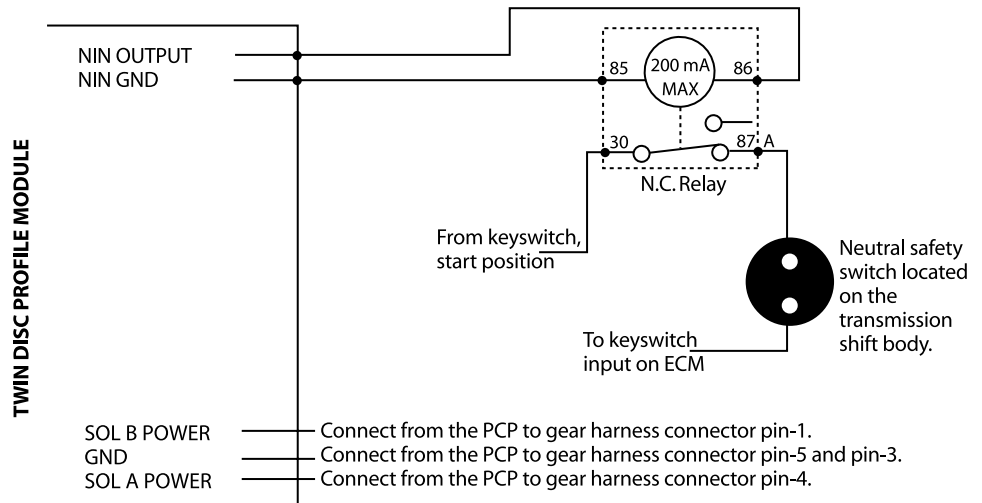 NIN OUTPUT
NIN GND
85
200 mA
MAX
86
30
87
A
N.C. Relay
TWIN DISC PROFILE MODULE
From keyswitch,
start position
Neutral safety
switch located
on the
transmission
shift body.
To keyswitch
input on ECM
SOL B POWER
Connect from the PCP to gear harness connector pin-1.
GND
Connect from the PCP to gear harness connector pin-5 and pin-3.
SOL A POWER
Connect from the PCP to gear harness connector pin-4.